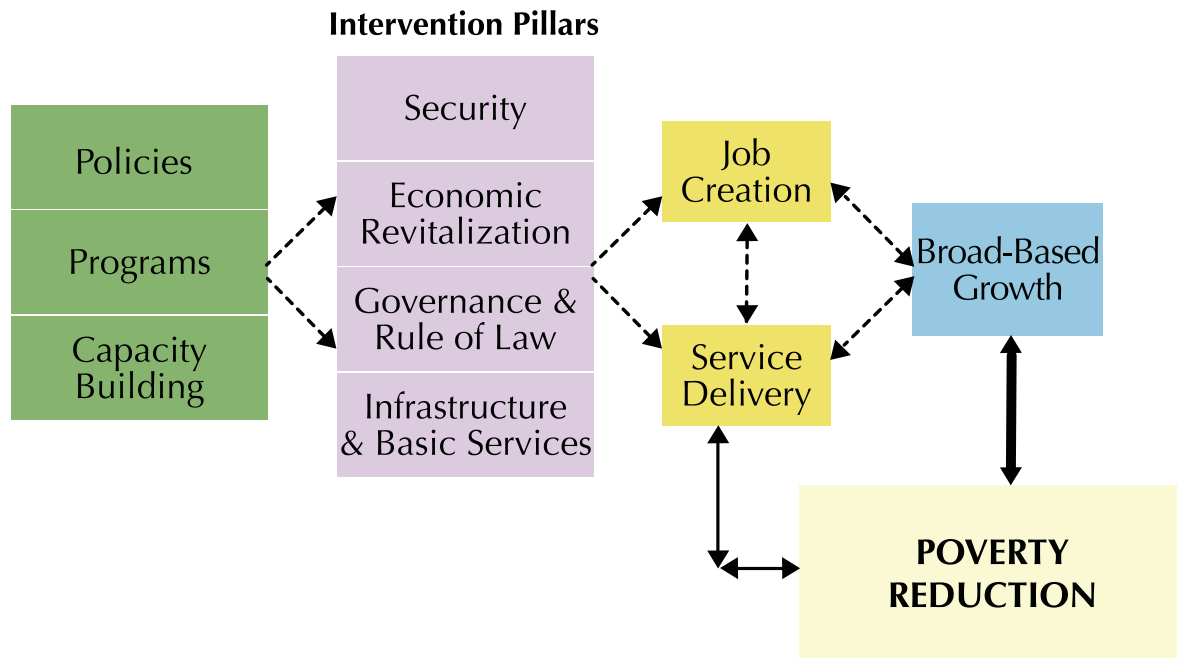 Intervention Pillars
Policies
Programs
Capacity
Building
Security
Economic
Revitalization
Governance &
Rule of Law
Infrastructure
& Basic Services
Job
Creation
Service
Delivery
Broad-Based
Growth
POVERTY
REDUCTION